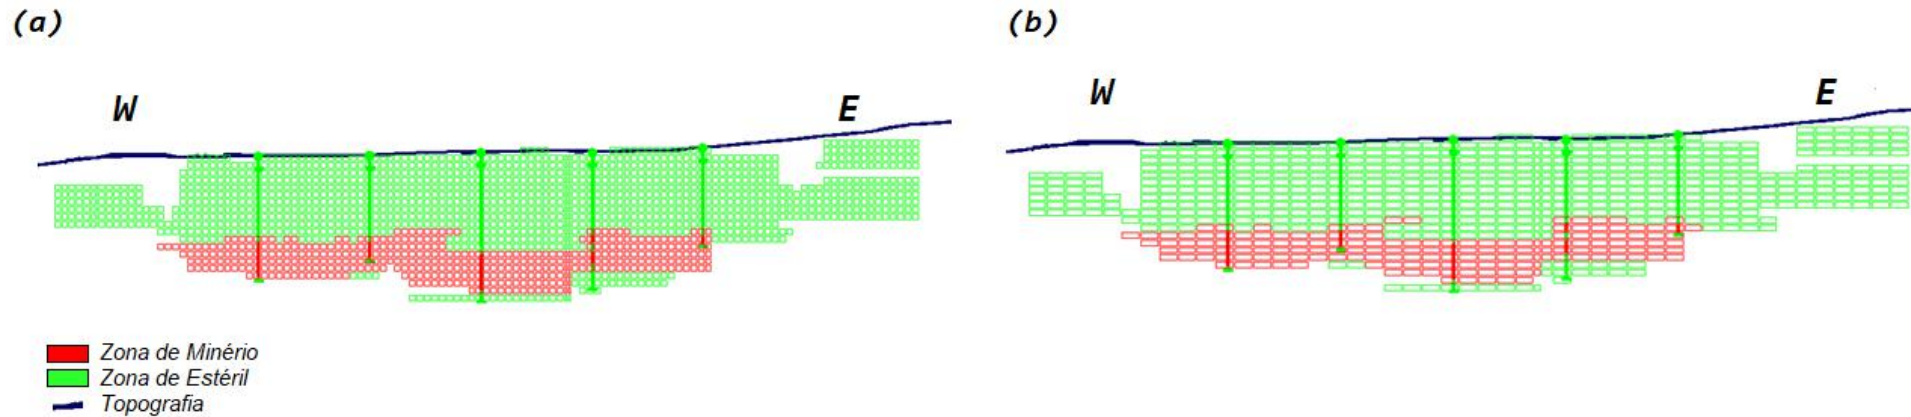 (a)
(b)
W
E
W
E
Zona de Minério
Zona de Estéril
Topografia